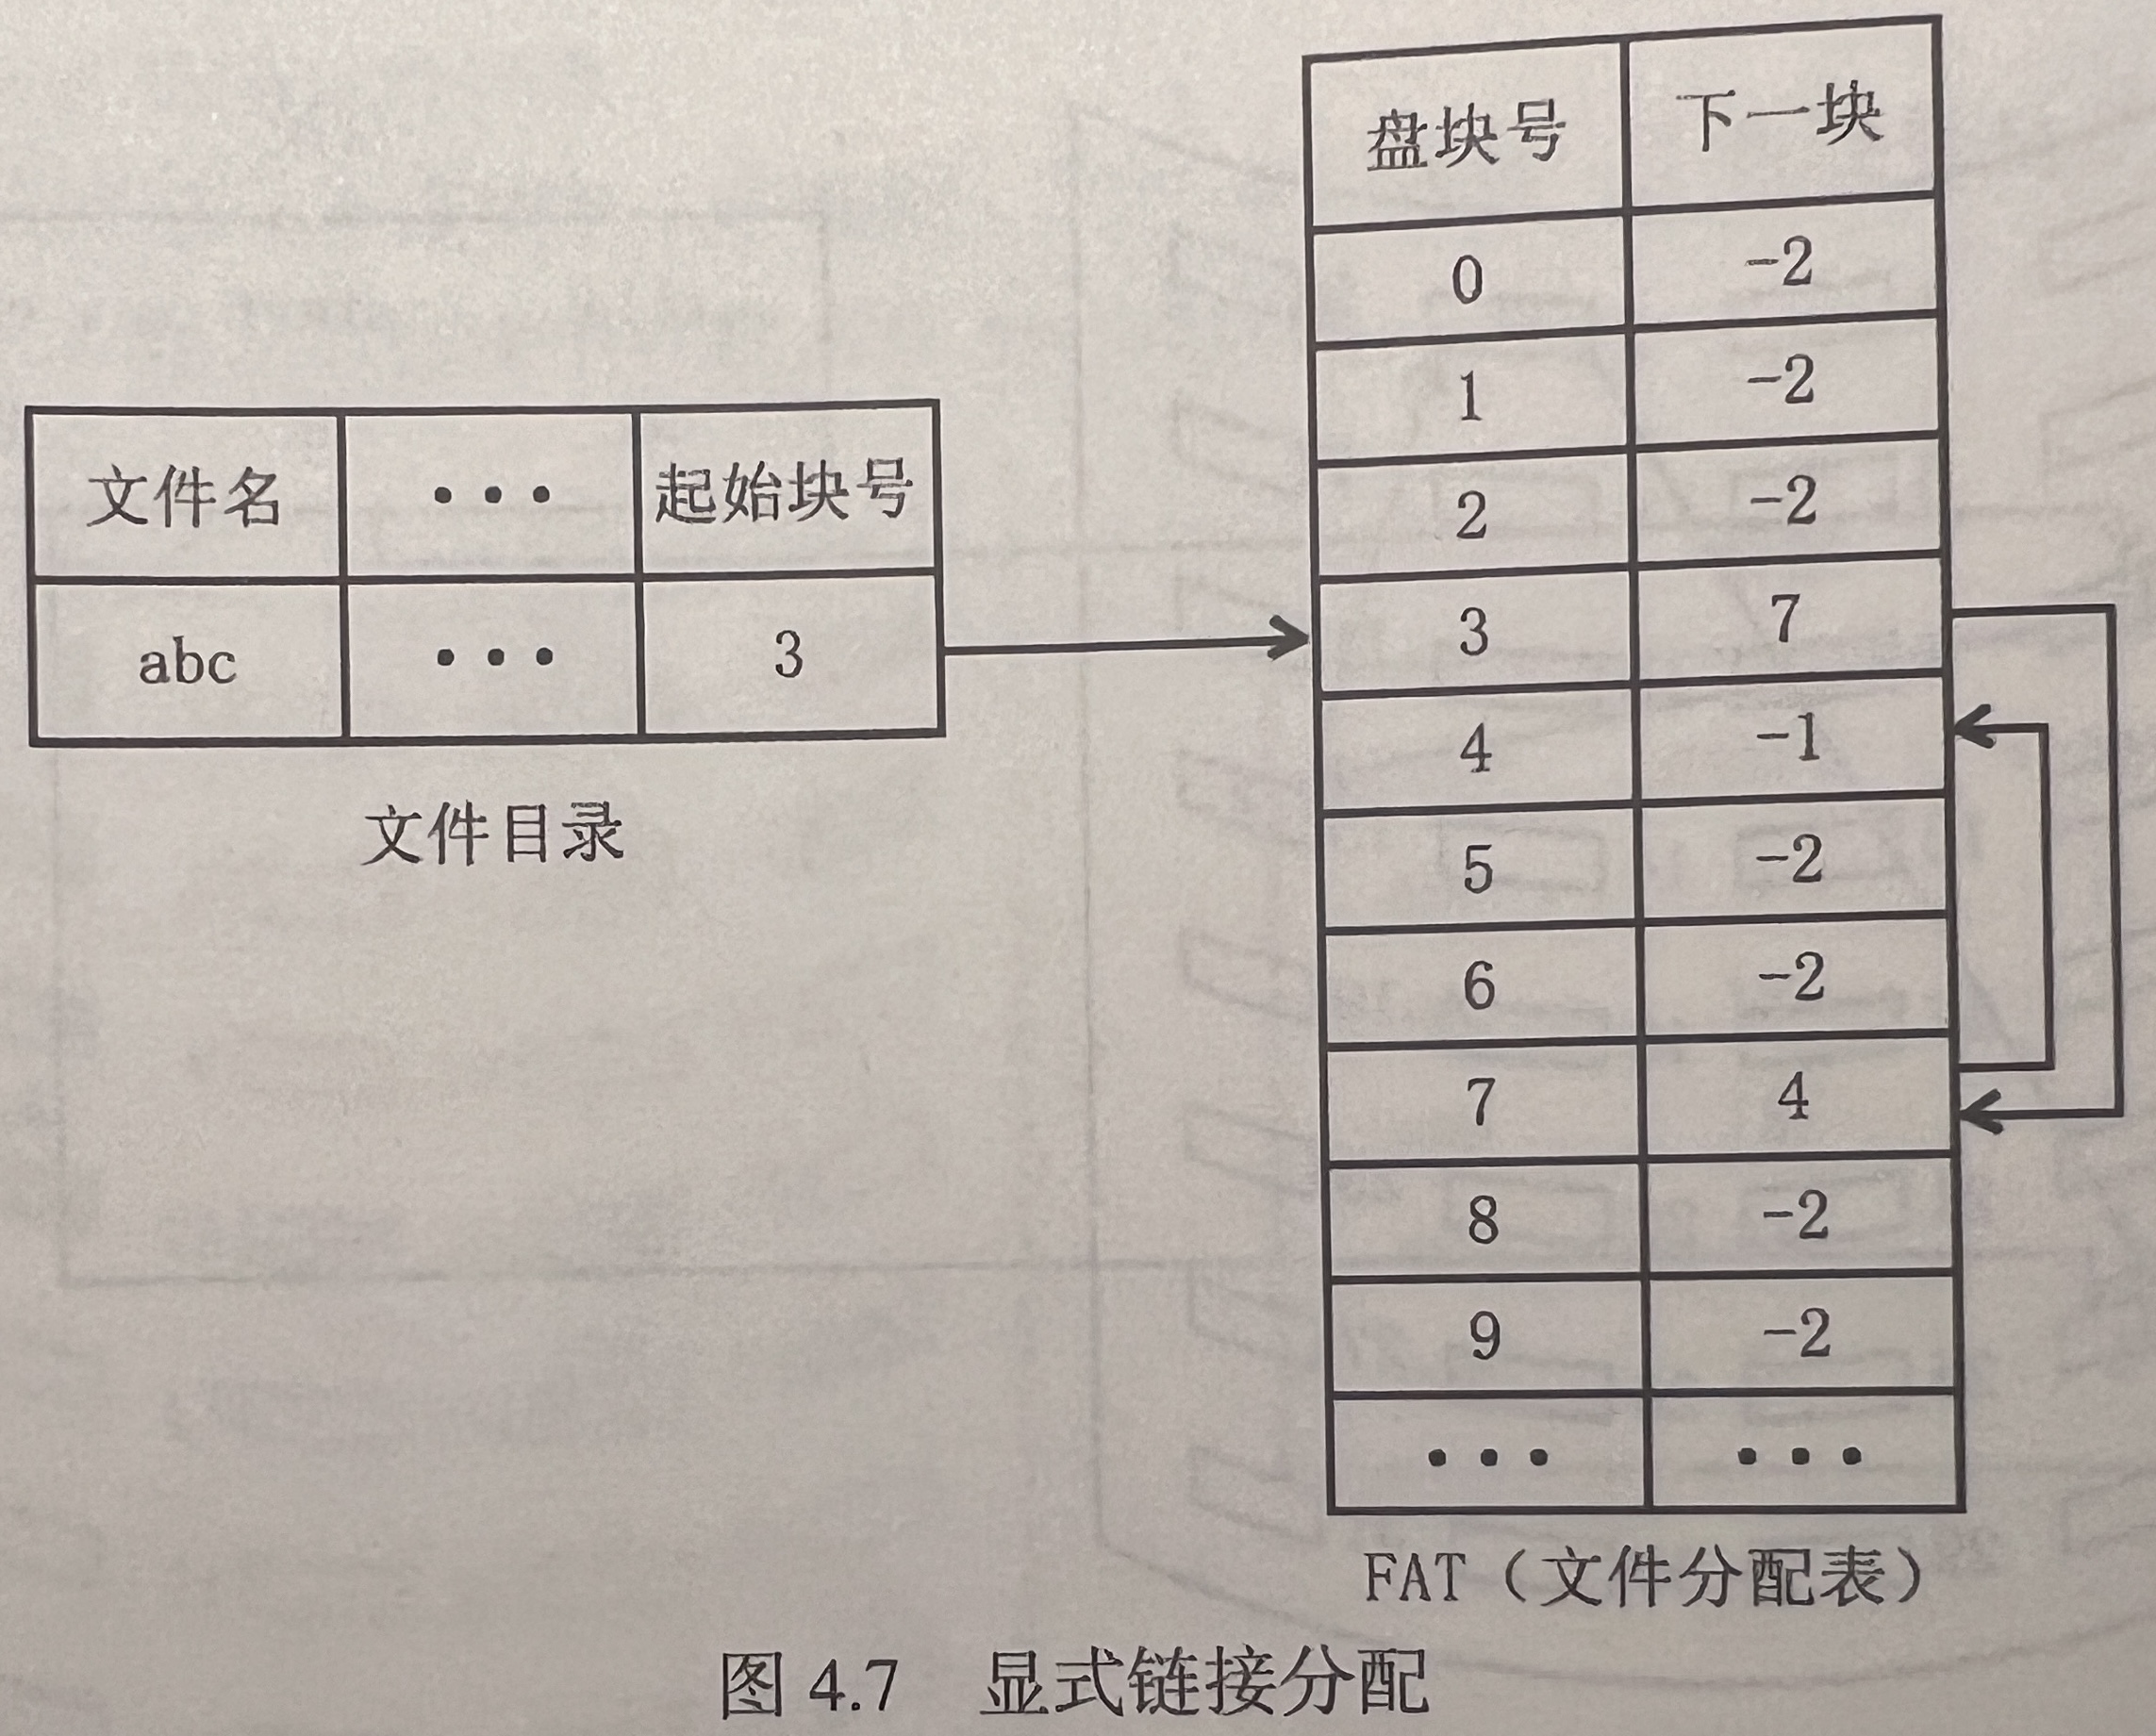 文件名 ··· 起始块号
abc ··· 3
文件目录
盘块号 下一块
0 -2
1 -2
2 -2
3 7
4 -1
5 -2
6 -2
7 4
8 -2
9 -2
··· ···
FAT（文件分配表）
图 4.7 显式链接分配